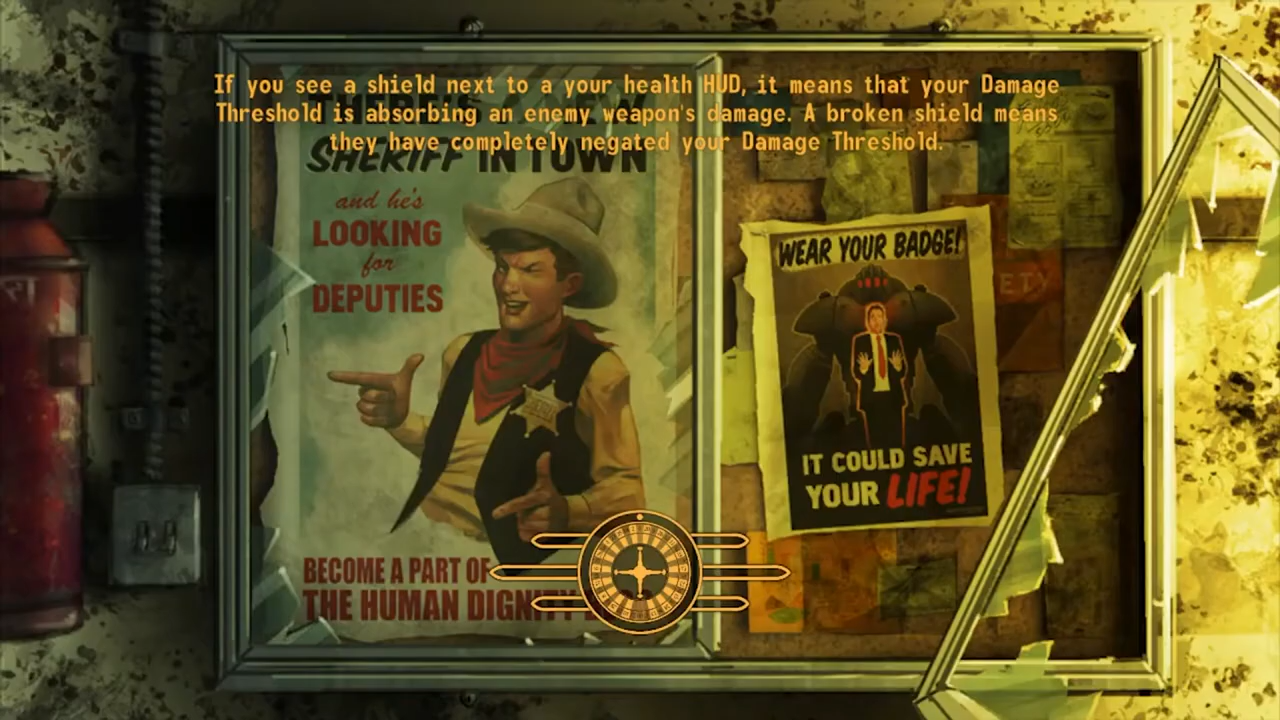 If you see a shield next to a your health HUD, it means that your Damage
Threshold is absorbing an enemy weapon's damage. A broken shield means
they have completely negated your Damage Threshold.
THERE'S A NEW
SHERIFF IN TOWN
and he's
LOOKING
for
DEPUTIES
BECOME A PART OF
THE HUMAN DIGNITY
WEAR YOUR BADGE!
IT COULD SAVE
YOUR LIFE!